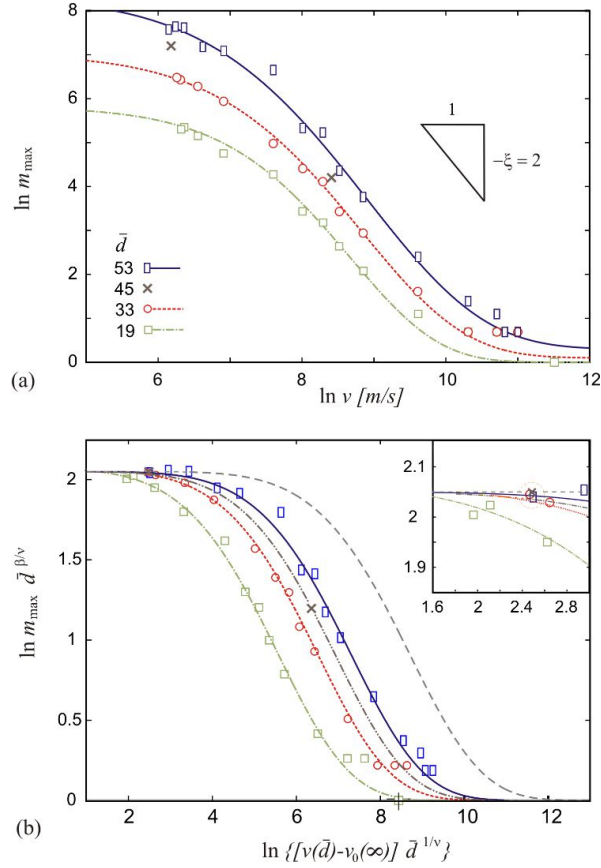 8
6
4
2
0
ln m max
1
−ξ = 2
d̄
53
45
33
19
6 8 10 12
ln v [m/s]
(a)
2
1.5
1
0.5
0
ln m max d̄ β/ν
2.1
2
1.9
1.6 2 2.4 2.8
2 4 6 8 10 12
ln {[v(d̄)-v₀(∞)] d̄ 1/ν}
(b)